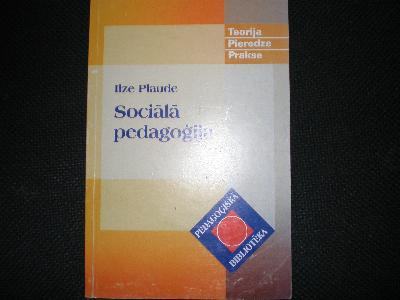 Teorija
Pieredze
Prakse
Ilze Plaude
Sociālā
pedagoģija
PEDAGOĢISKĀ
BIBLIOTĒKA